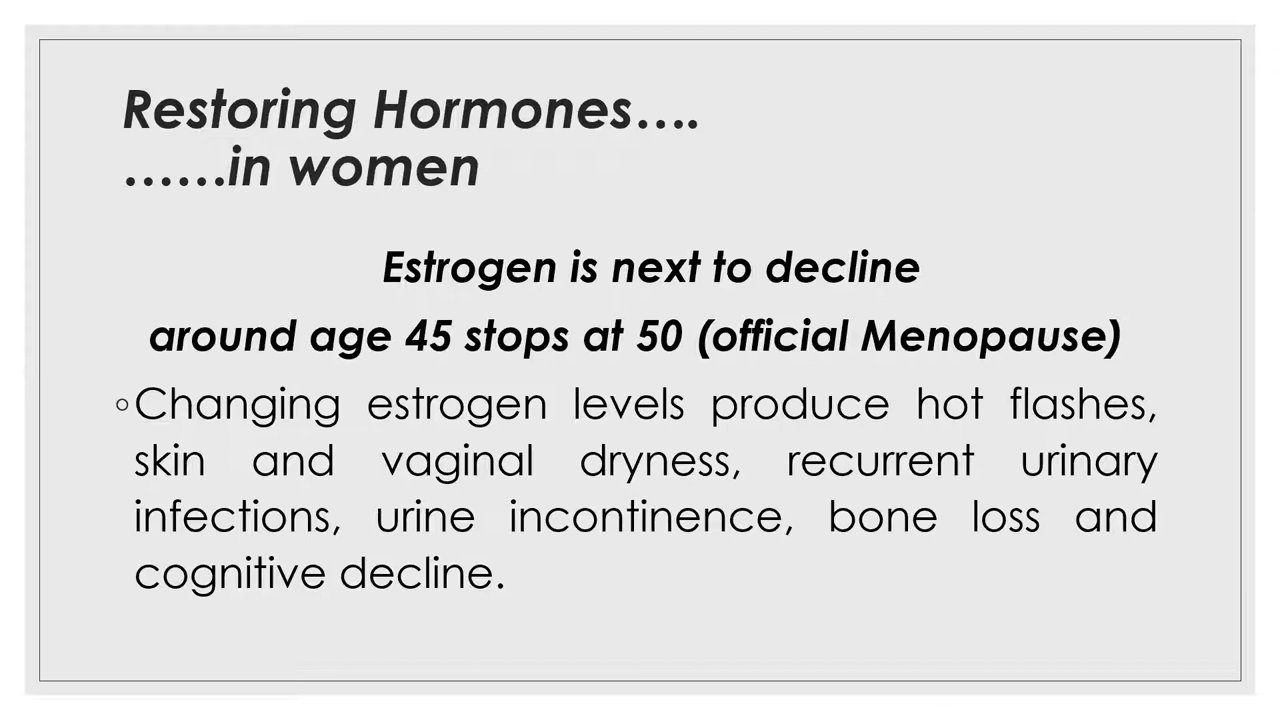 Restoring Hormones….
……in women
Estrogen is next to decline
around age 45 stops at 50 (official Menopause)
◦Changing estrogen levels produce hot flashes,
skin and vaginal dryness, recurrent urinary
infections, urine incontinence, bone loss and
cognitive decline.